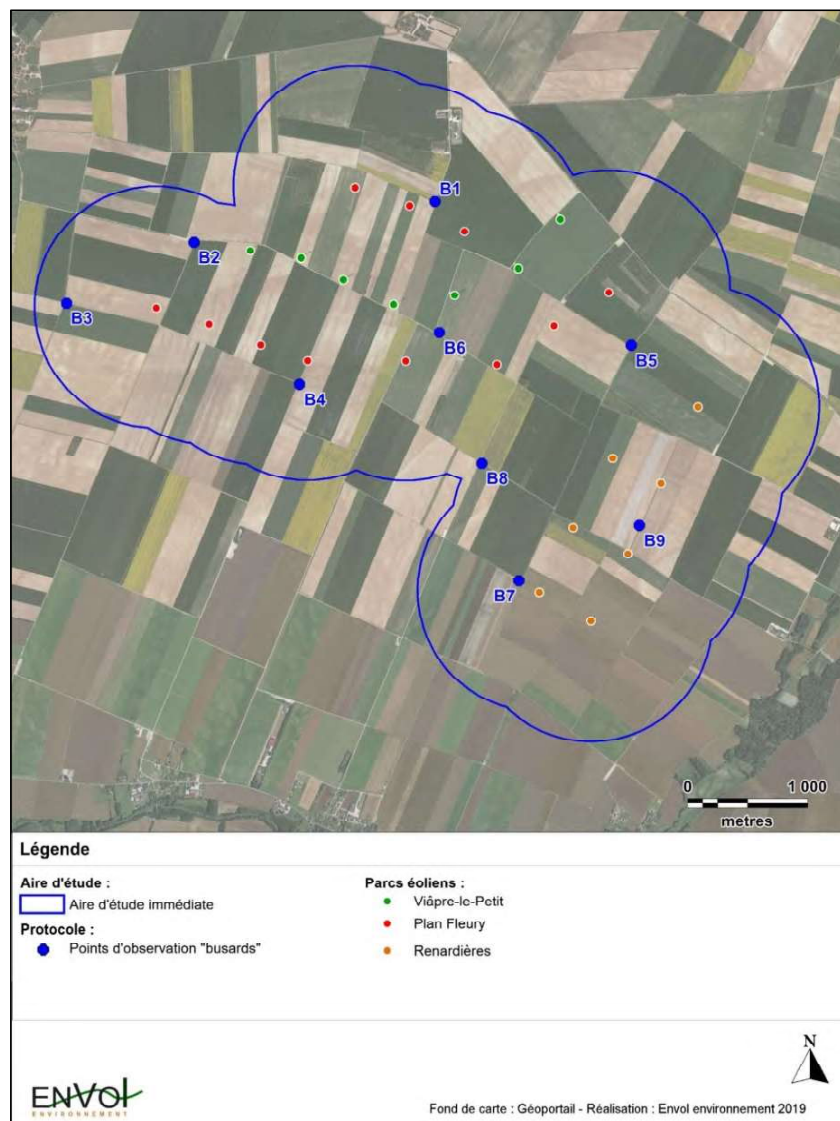 B1
B2
B3
B6
B5
B4
B8
B9
B7
0 1 000
metres
Légende
Aire d'étude :
Aire d'étude immédiate
Protocole :
Points d'observation "busards"
Parcs éoliens :
Viâpre-le-Petit
Plan Fleury
Renardières
N
ENVOL
ENVIRONNEMENT
Fond de carte : Géoportail - Réalisation : Envol environnement 2019